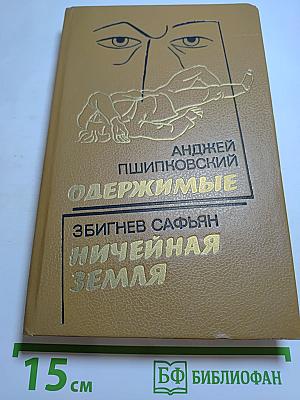 АНДЖЕЙ
ПШИПКОВСКИЙ
ОДЕРЖИМЫЕ
ЗБИГНЕВ САФЬЯН
НИЧЕЙНАЯ
ЗЕМЛЯ
15 см
БФ БИБЛИОФАН